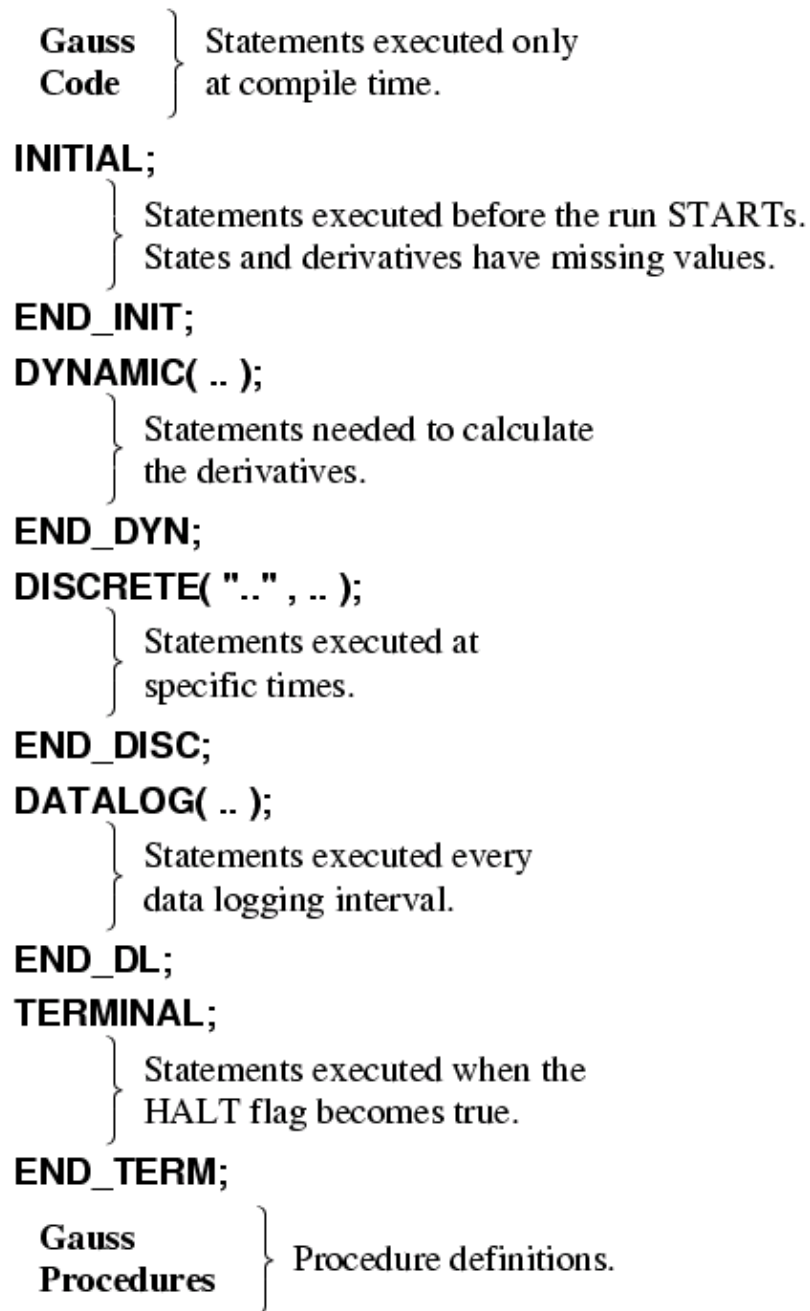 Gauss Statements executed only
Code at compile time.
INITIAL;
Statements executed before the run STARTs.
States and derivatives have missing values.
END_INIT;
DYNAMIC( .. );
Statements needed to calculate
the derivatives.
END_DYN;
DISCRETE( ".." , .. );
Statements executed at
specific times.
END_DISC;
DATALOG( .. );
Statements executed every
data logging interval.
END_DL;
TERMINAL;
Statements executed when the
HALT flag becomes true.
END_TERM;
Gauss
Procedures Procedure definitions.